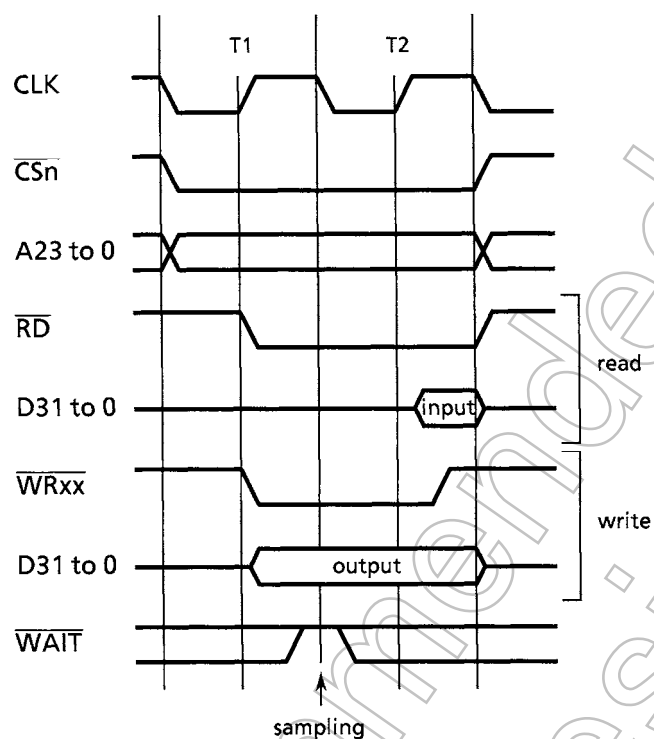 T1 T2
CLK
CSn
A23 to 0
RD
read
D31 to 0
input
WRxx
write
D31 to 0
output
WAIT
sampling